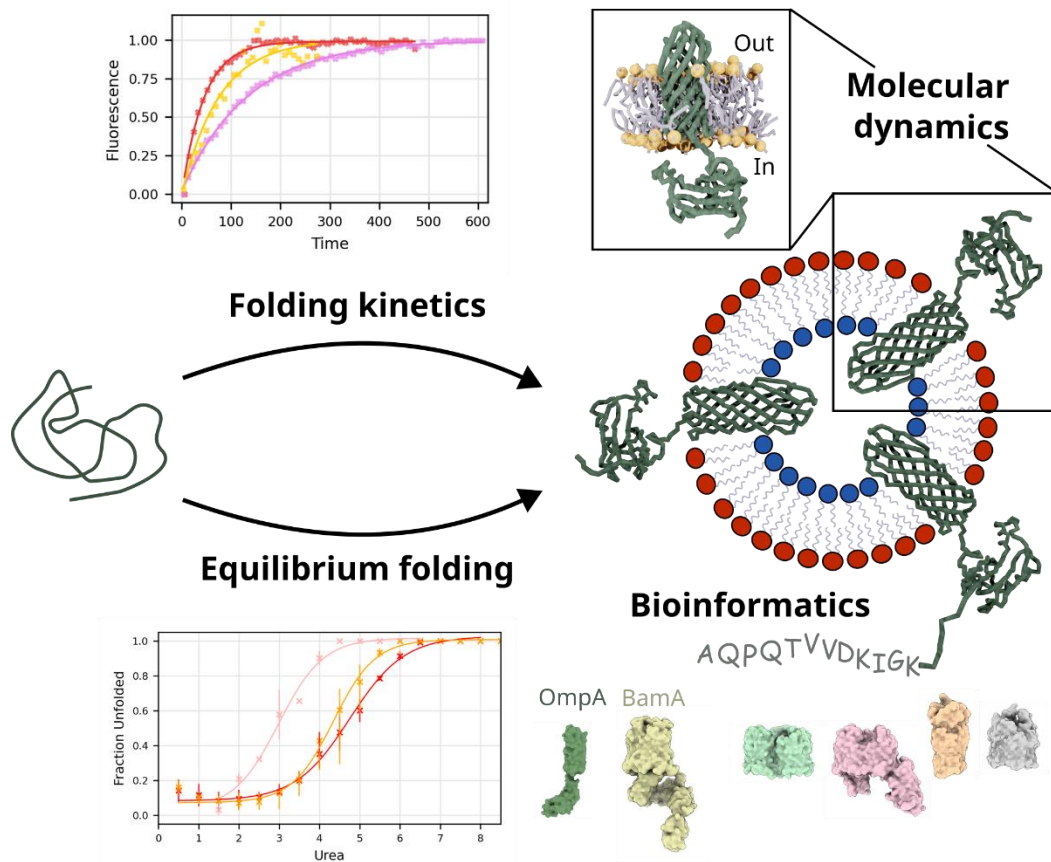 1.00
0.75
0.50
0.25
0.00
Fluorescence
0 100 200 300 400 500 600
Time
Out
In
Molecular
dynamics
Folding kinetics
Equilibrium folding
Bioinformatics
AQPQTVVDKIGK
1.0
0.8
0.6
0.4
0.2
0.0
Fraction Unfolded
0 1 2 3 4 5 6 7 8
Urea
OmpA BamA